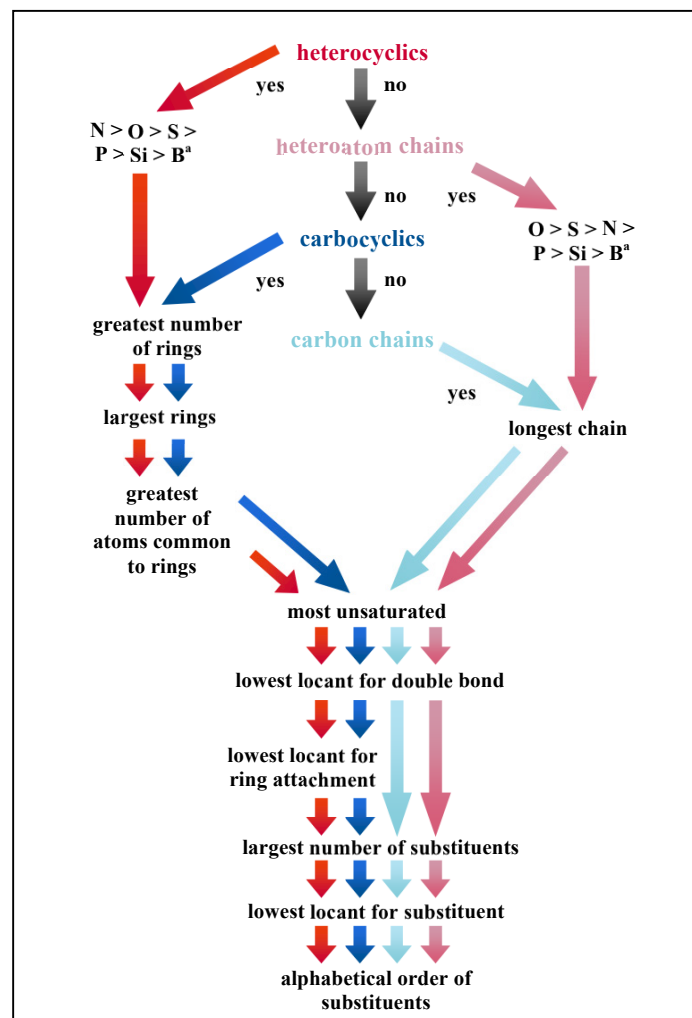 heterocyclics
yes
no
N > O > S >
P > Si > Bᵃ
heteroatom chains
no
yes
O > S > N >
P > Si > Bᵃ
carbocyclics
yes
no
greatest number
of rings
carbon chains
yes
largest rings
longest chain
greatest
number of
atoms common
to rings
most unsaturated
lowest locant for double bond
lowest locant for
ring attachment
largest number of substituents
lowest locant for substituent
alphabetical order of
substituents